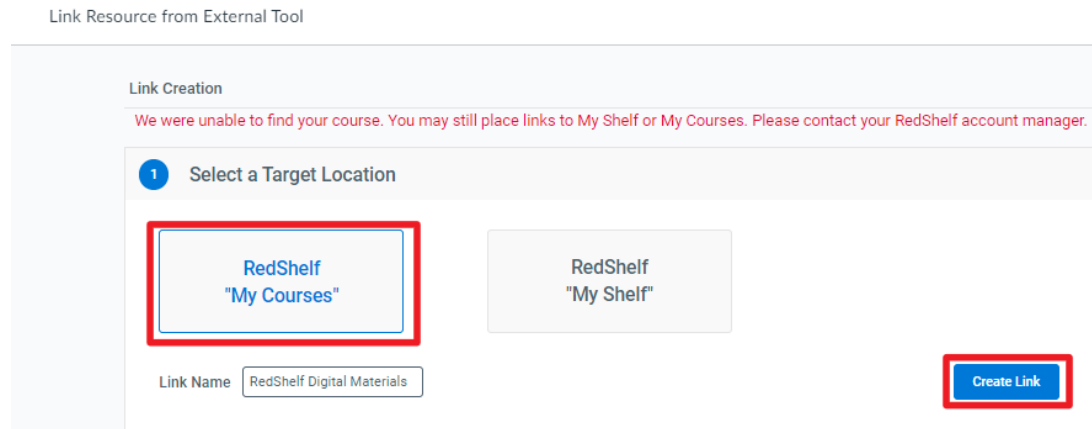 Link Resource from External Tool
Link Creation
We were unable to find your course. You may still place links to My Shelf or My Courses. Please contact your RedShelf account manager.
1 Select a Target Location
RedShelf
"My Courses"
RedShelf
"My Shelf"
Link Name RedShelf Digital Materials Create Link